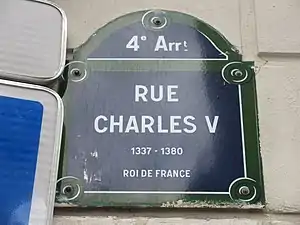 4e Arrt
RUE
CHARLES V
1337 - 1380
ROI DE FRANCE